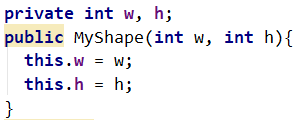 private int w, h;
public MyShape(int w, int h){
  this.w = w;
  this.h = h;
}